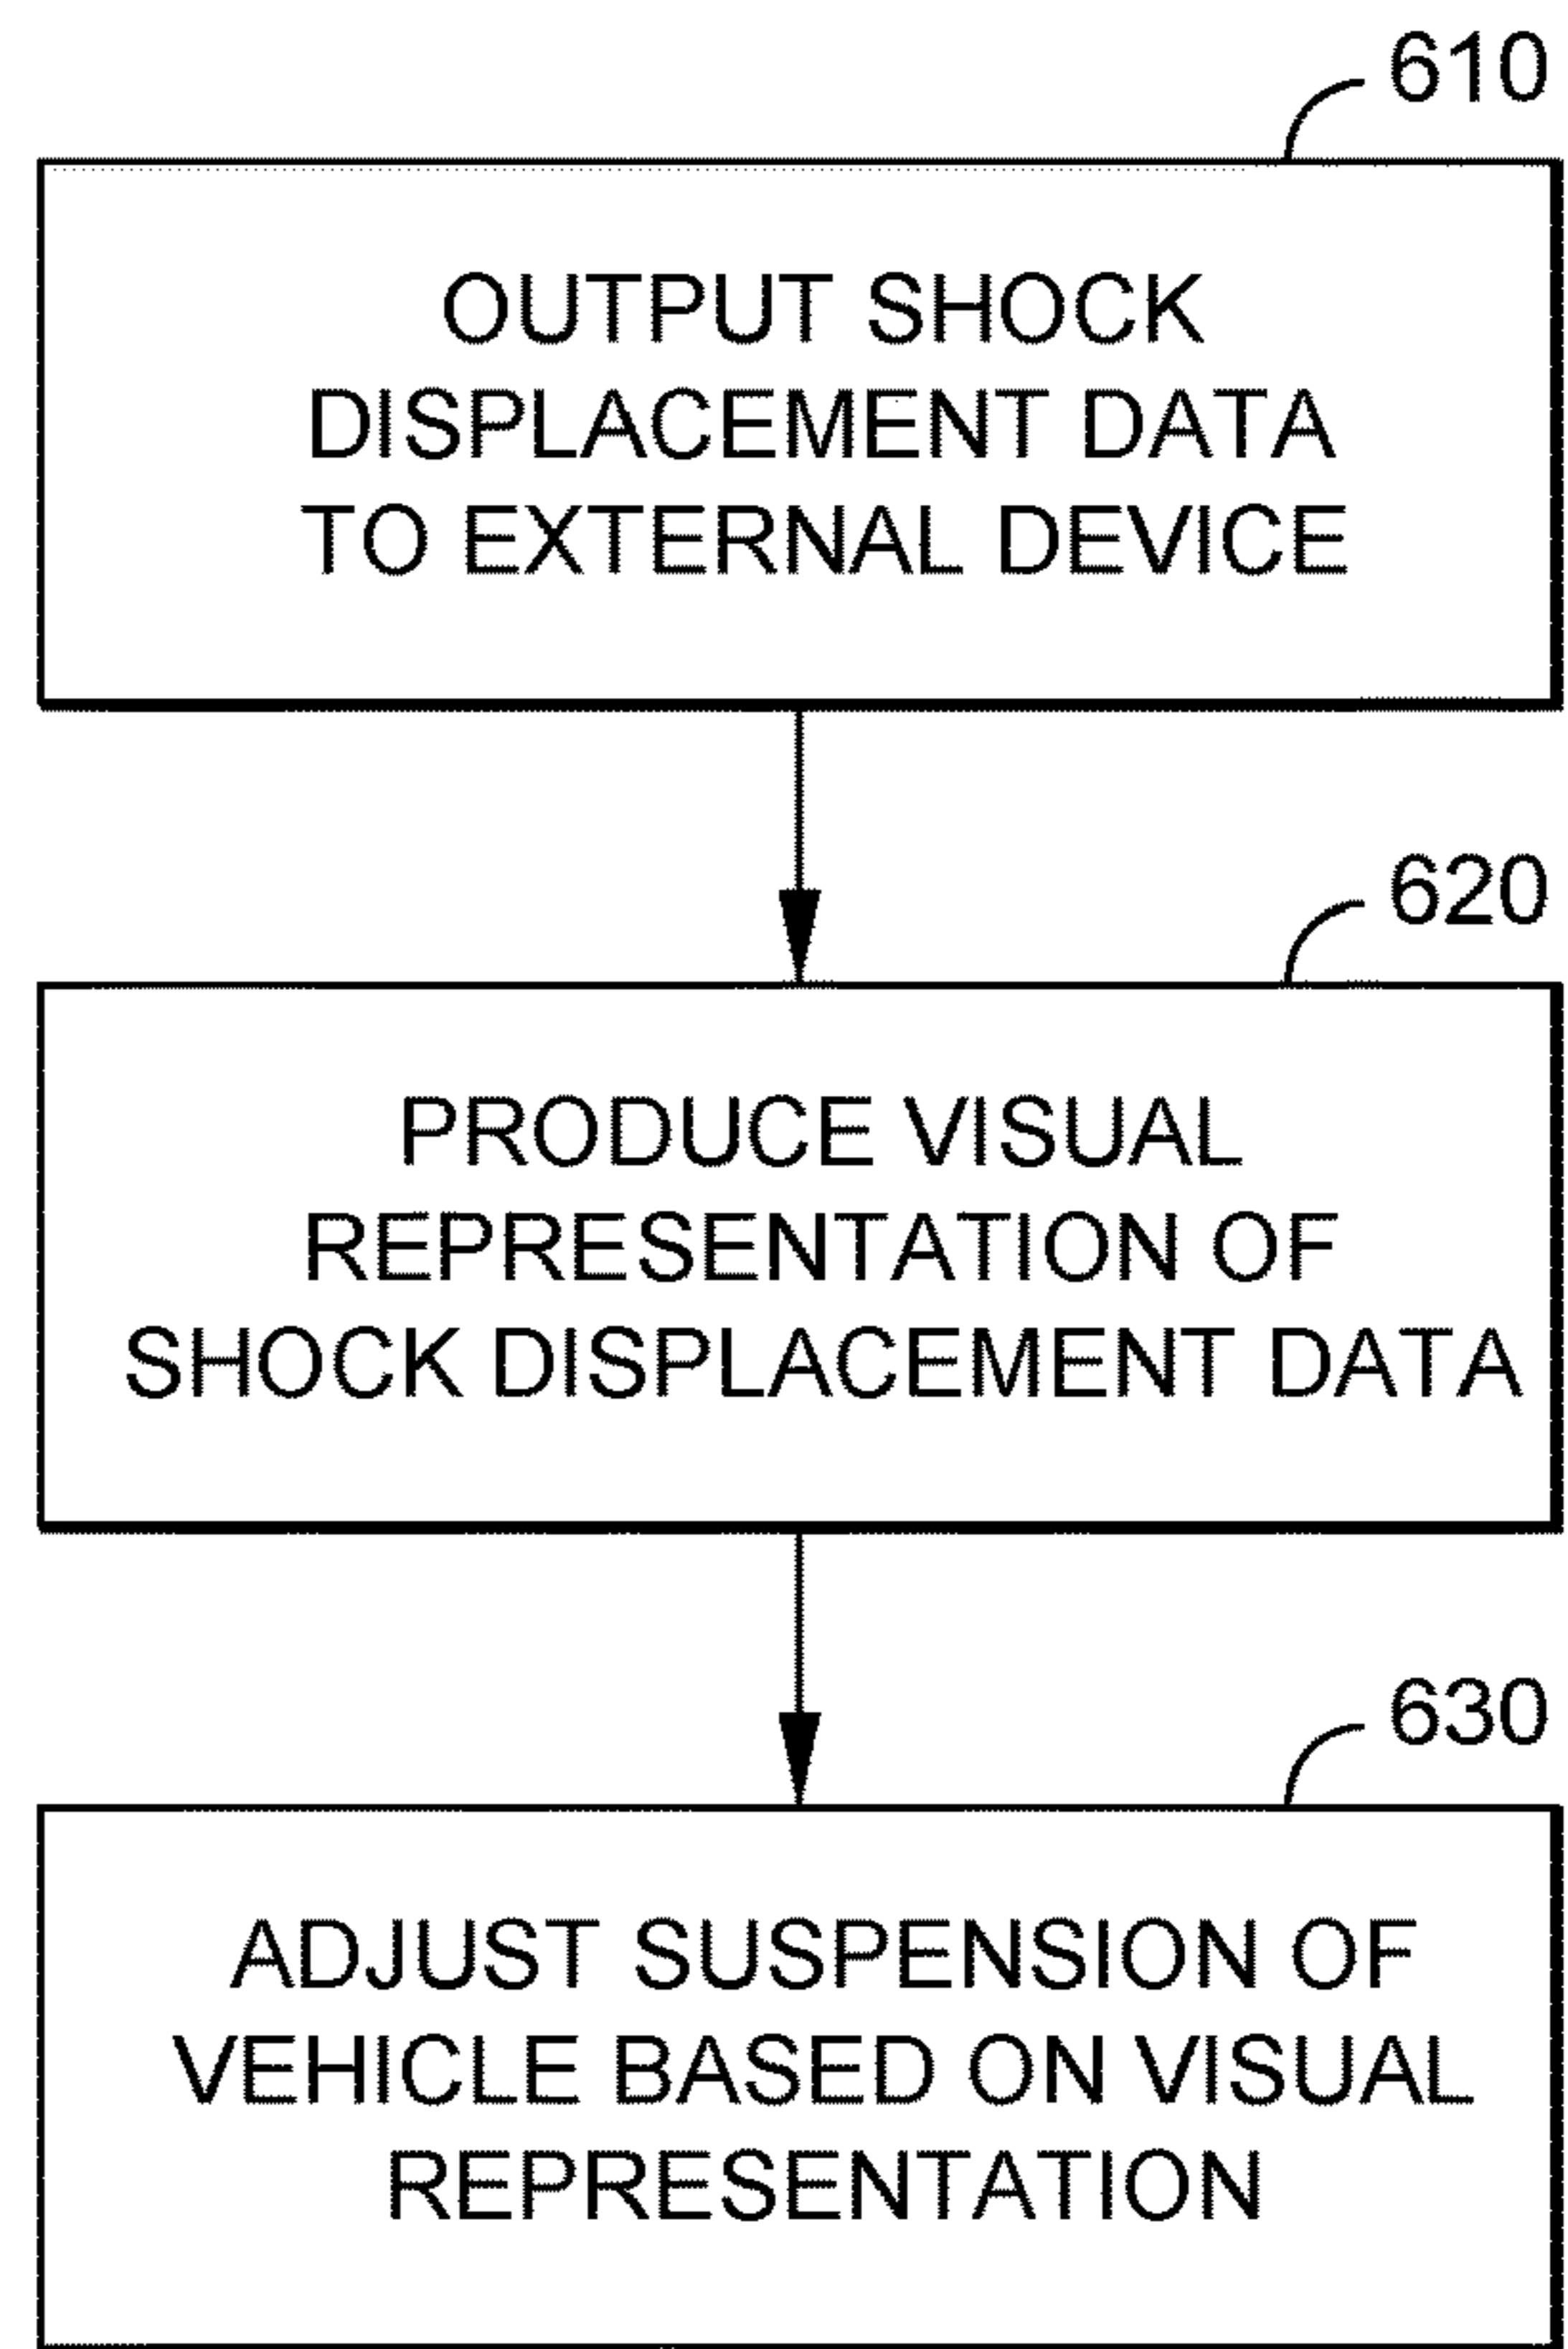 610
OUTPUT SHOCK
DISPLACEMENT DATA
TO EXTERNAL DEVICE
620
PRODUCE VISUAL
REPRESENTATION OF
SHOCK DISPLACEMENT DATA
630
ADJUST SUSPENSION OF
VEHICLE BASED ON VISUAL
REPRESENTATION